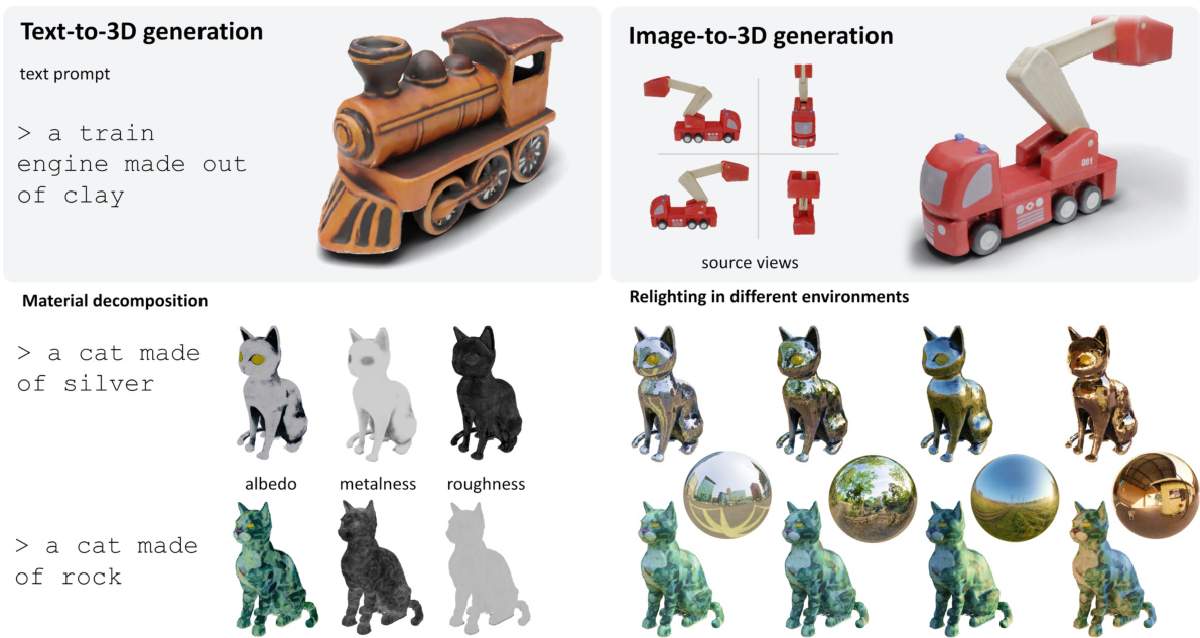 Text-to-3D generation
text prompt
> a train
engine made out
of clay
Image-to-3D generation
source views
081
Material decomposition
> a cat made
of silver
albedo
metalness
roughness
> a cat made
of rock
Relighting in different environments